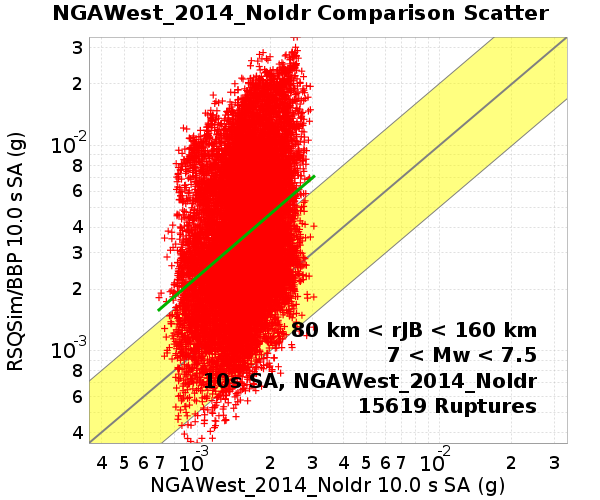 NGAWest_2014_NoIdr Comparison Scatter
RSQSim/BBP 10.0 s SA (g)
3
2
10-2
8
6
4
3
2
10-3
8
6
4
80 km < rJB < 160 km
7 < Mw < 7.5
10s SA, NGAWest_2014_NoIdr
15619 Ruptures
4 5 6 7 10-3 2 3 4 5 6 7 10-2 2 3
NGAWest_2014_NoIdr 10.0 s SA (g)